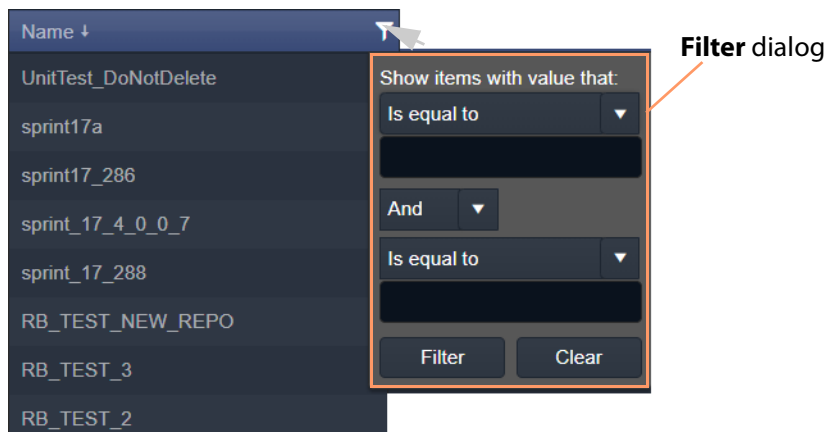 Name ↓
UnitTest_DoNotDelete
sprint17a
sprint17_286
sprint_17_4_0_0_7
sprint_17_288
RB_TEST_NEW_REPO
RB_TEST_3
RB_TEST_2
Show items with value that:
Is equal to
And
Is equal to
Filter Clear
Filter dialog